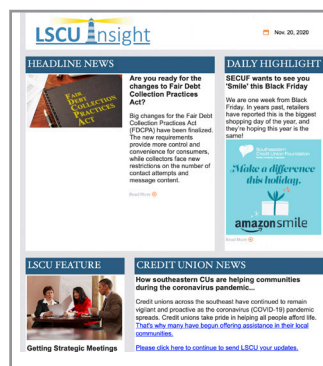 LSCU Insight
Nov. 20, 2020
HEADLINE NEWS
FAIR
DEBT
COLLECTION
PRACTICES
ACT
Are you ready for the
changes to Fair Debt
Collection Practices
Act?
Big changes for the Fair Debt
Collection Practices Act
(FDCPA) have been finalized.
The new requirements
provide more control and
convenience for consumers,
while collectors face new
restrictions on the number of
contact attempts and
message content.
Read More
DAILY HIGHLIGHT
SECUF wants to see you
'Smile' this Black Friday
We are one week from Black
Friday. In years past, retailers
have reported this is the biggest
shopping day of the year, and
they're hoping this year is the
same!
Southeastern
Credit Union Foundation
Make a difference
this holiday.
amazonsmile
Read More
LSCU FEATURE
Getting Strategic Meetings
CREDIT UNION NEWS
How southeastern CUs are helping communities
during the coronavirus pandemic...
Credit unions across the southeast have continued to remain
vigilant and proactive as the coronavirus (COVID-19) pandemic
spreads. Credit unions take pride in helping all people afford life.
That's why many have begun offering assistance in their local
communities.
Please click here to continue to send LSCU your updates.